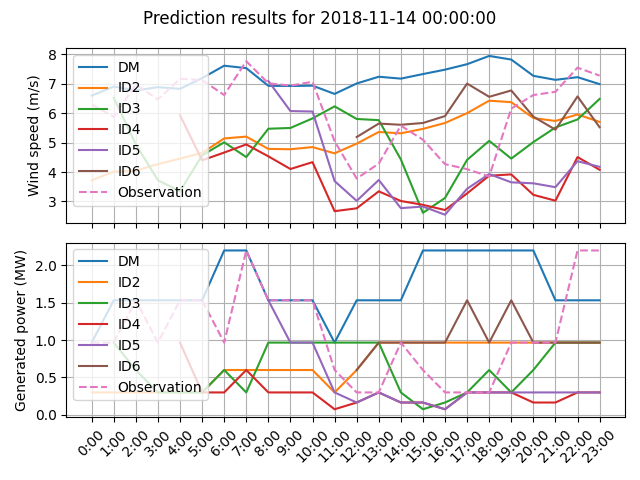 Prediction results for 2018-11-14 00:00:00
Wind speed (m/s)
8
7
6
5
4
3
DM
ID2
ID3
ID4
ID5
ID6
Observation
Generated power (MW)
2.0
1.5
1.0
0.5
0.0
DM
ID2
ID3
ID4
ID5
ID6
Observation
0:00 1:00 2:00 3:00 4:00 5:00 6:00 7:00 8:00 9:00 10:00 11:00 12:00 13:00 14:00 15:00 16:00 17:00 18:00 19:00 20:00 21:00 22:00 23:00